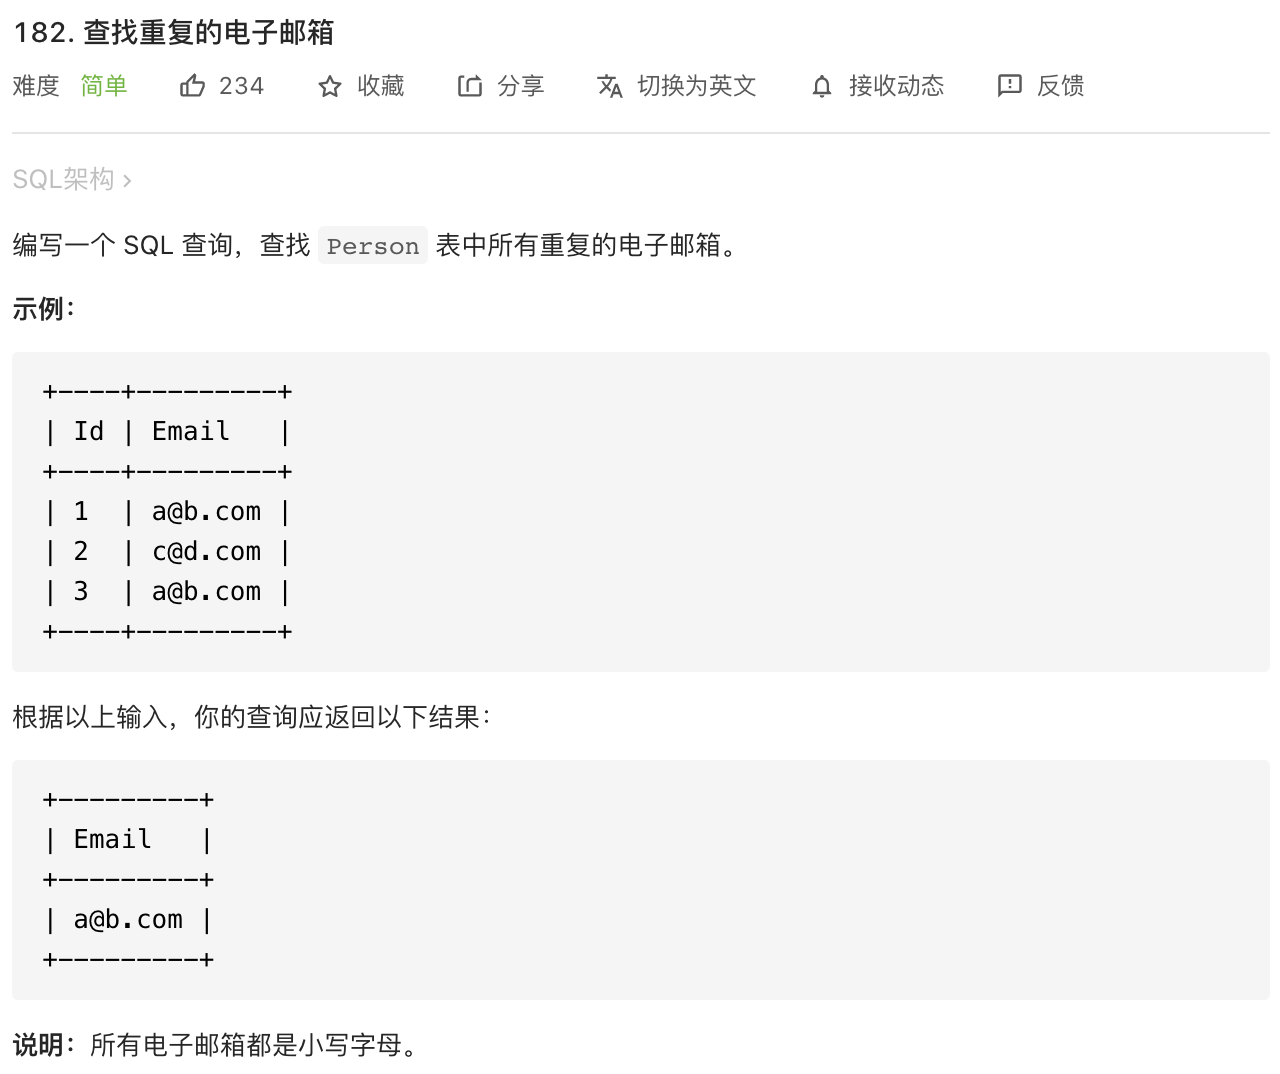 182. 查找重复的电子邮箱
难度 简单 234 收藏 分享 切换为英文 接收动态 反馈
SQL架构 ›
编写一个 SQL 查询，查找 Person 表中所有重复的电子邮箱。
示例：
+----+---------+
| Id | Email   |
+----+---------+
| 1  | a@b.com |
| 2  | c@d.com |
| 3  | a@b.com |
+----+---------+
根据以上输入，你的查询应返回以下结果：
+---------+
| Email   |
+---------+
| a@b.com |
+---------+
说明：所有电子邮箱都是小写字母。